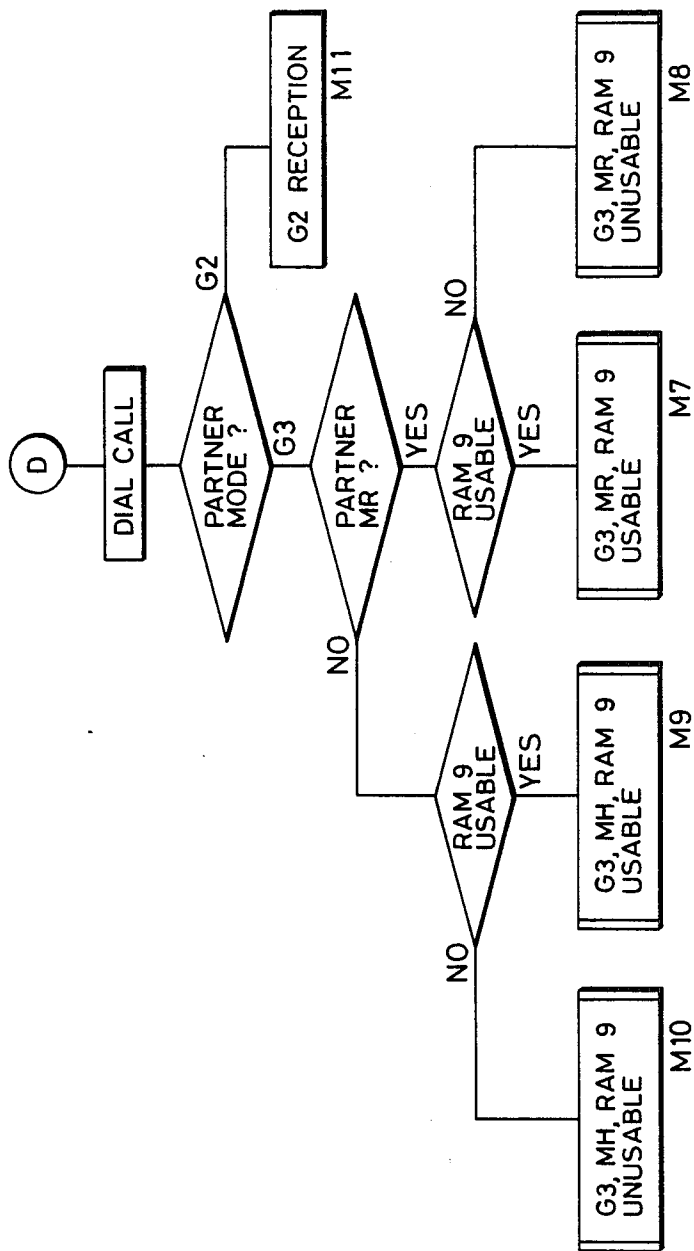 D
DIAL CALL
PARTNER
MODE ?
G2
G3
G2 RECEPTION
M11
PARTNER
MR ?
NO
YES
RAM 9
USABLE
NO
YES
RAM 9
USABLE
NO
YES
G3, MH, RAM 9
UNUSABLE
M10
G3, MH, RAM 9
USABLE
M9
G3, MR, RAM 9
USABLE
M7
G3, MR, RAM 9
UNUSABLE
M8